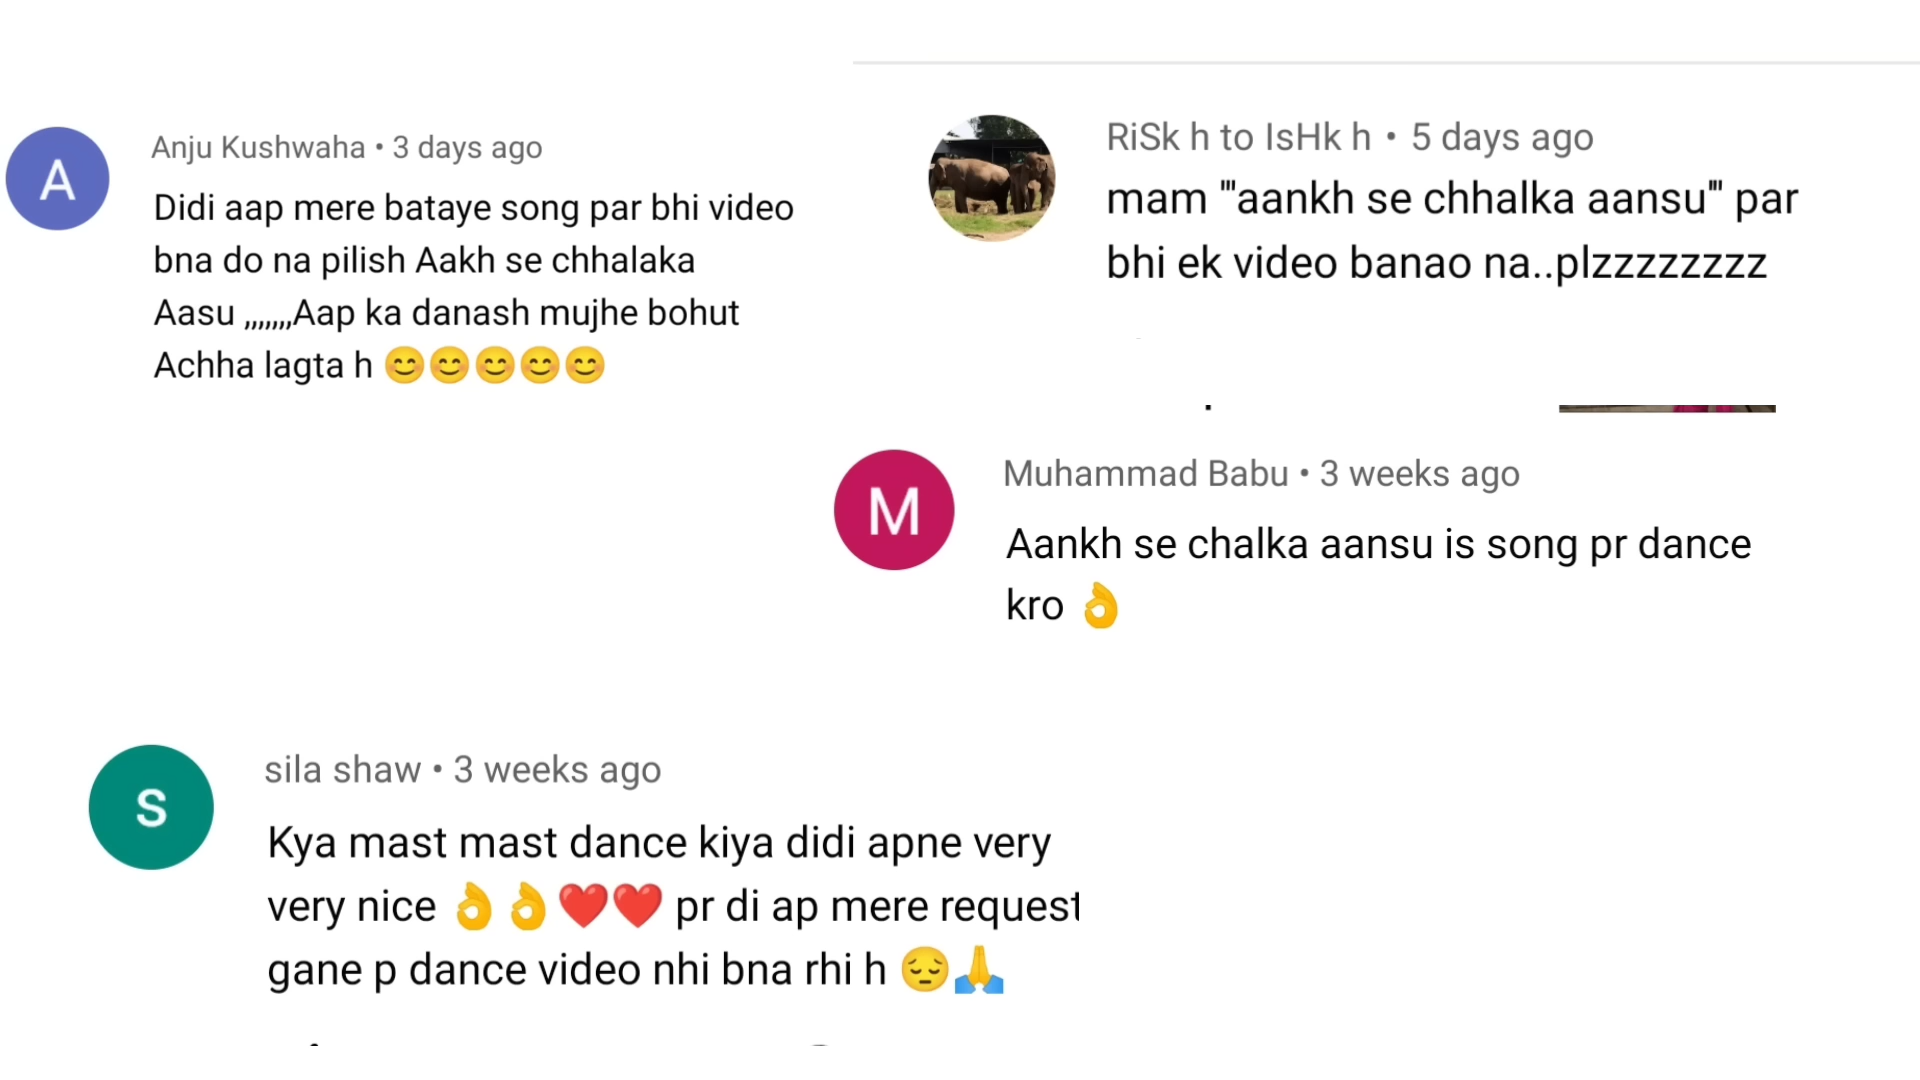 A
Anju Kushwaha • 3 days ago
Didi aap mere bataye song par bhi video
bna do na pilish Aakh se chhalaka
Aasu ,,,,,,,Aap ka danash mujhe bohut
Achha lagta h 😊😊😊😊😊
RiSk h to IsHk h • 5 days ago
mam "'aankh se chhalka aansu"' par
bhi ek video banao na..plzzzzzzzz
M
Muhammad Babu • 3 weeks ago
Aankh se chalka aansu is song pr dance
kro 👌
S
sila shaw • 3 weeks ago
Kya mast mast dance kiya didi apne very
very nice 👌👌❤️❤️ pr di ap mere request
gane p dance video nhi bna rhi h 😔🙏